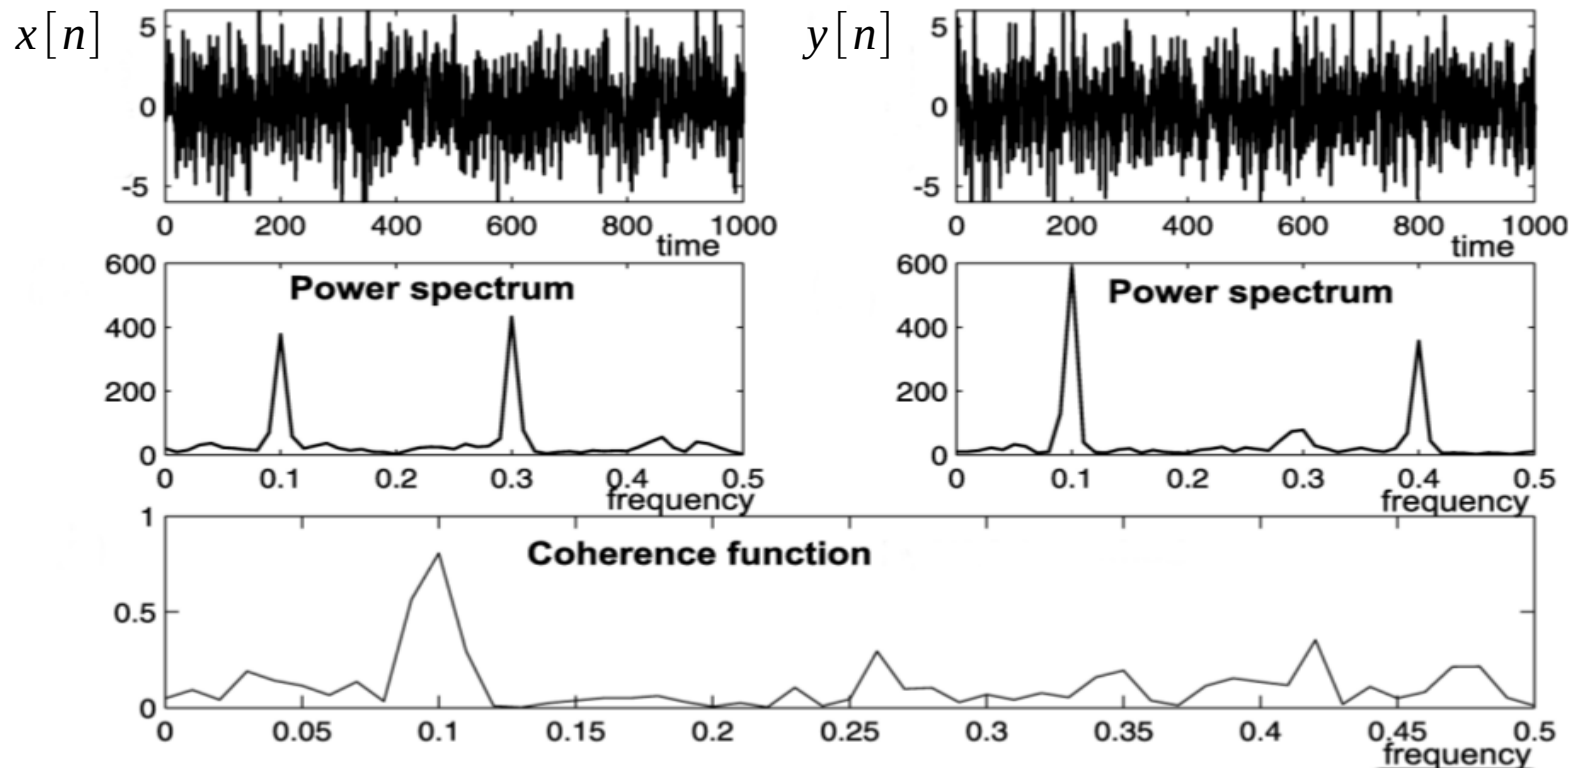 x[n]
5
0
-5
0 200 400 600 800 1000
time
y[n]
5
0
-5
0 200 400 600 800 1000
time
Power spectrum
600
400
200
0
0 0.1 0.2 0.3 0.4 0.5
frequency
Power spectrum
600
400
200
0
0 0.1 0.2 0.3 0.4 0.5
frequency
Coherence function
1
0.5
0
0 0.05 0.1 0.15 0.2 0.25 0.3 0.35 0.4 0.45 0.5
frequency